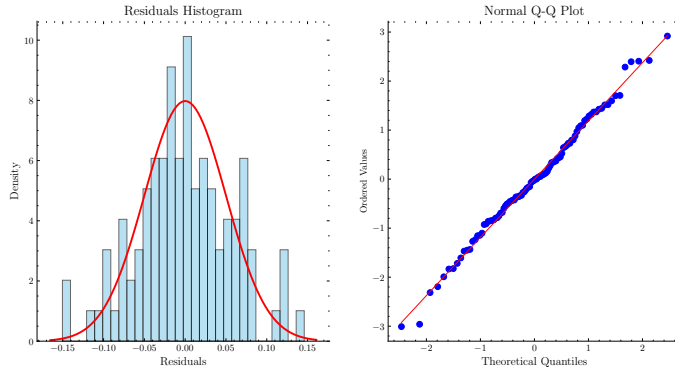 Residuals Histogram
10
8
6
4
2
0
Density
−0.15 −0.10 −0.05 0.00 0.05 0.10 0.15
Residuals
Normal Q-Q Plot
3
2
1
0
−1
−2
−3
Ordered Values
−2 −1 0 1 2
Theoretical Quantiles